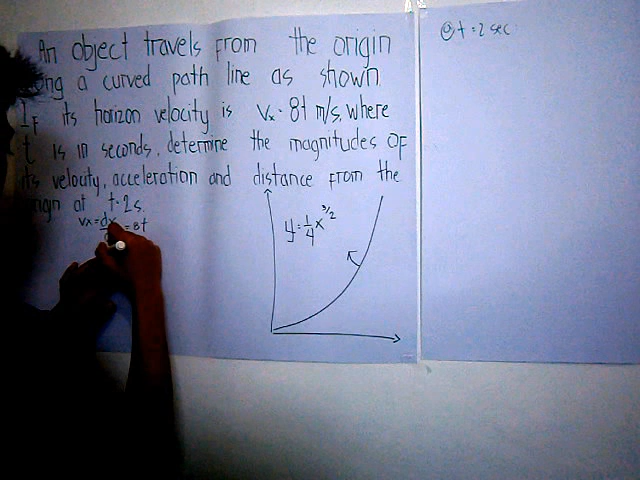 An object travels from the origin
ong a curved path line as shown
If its horizon velocity is Vx = 8t m/s, where
t is in seconds, determine the magnitudes of
its velocity, acceleration and distance from the
igin at t = 2s.
Vx = dx = 8t
y = 1/4 x^3/2
@ t = 2 sec.